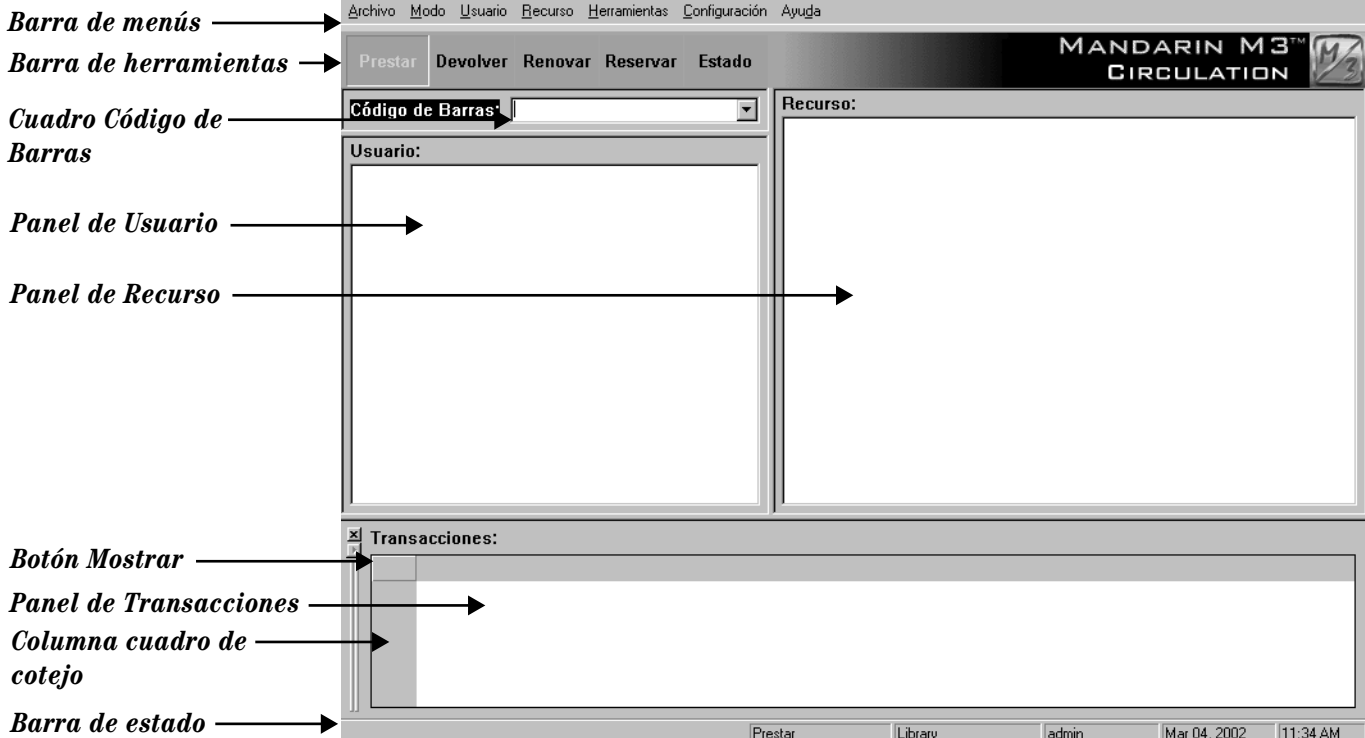 Archivo Modo Usuario Recurso Herramientas Configuración Ayuda
Barra de menús
Barra de herramientas
Prestar Devolver Renovar Reservar Estado
MANDARIN M3™
CIRCULATION
M/3
Cuadro Código de
Barras
Código de Barras:
Recurso:
Usuario:
Panel de Usuario
Panel de Recurso
Transacciones:
Botón Mostrar
Panel de Transacciones
Columna cuadro de
cotejo
Barra de estado
Prestar Library admin Mar 04, 2002 11:34 AM